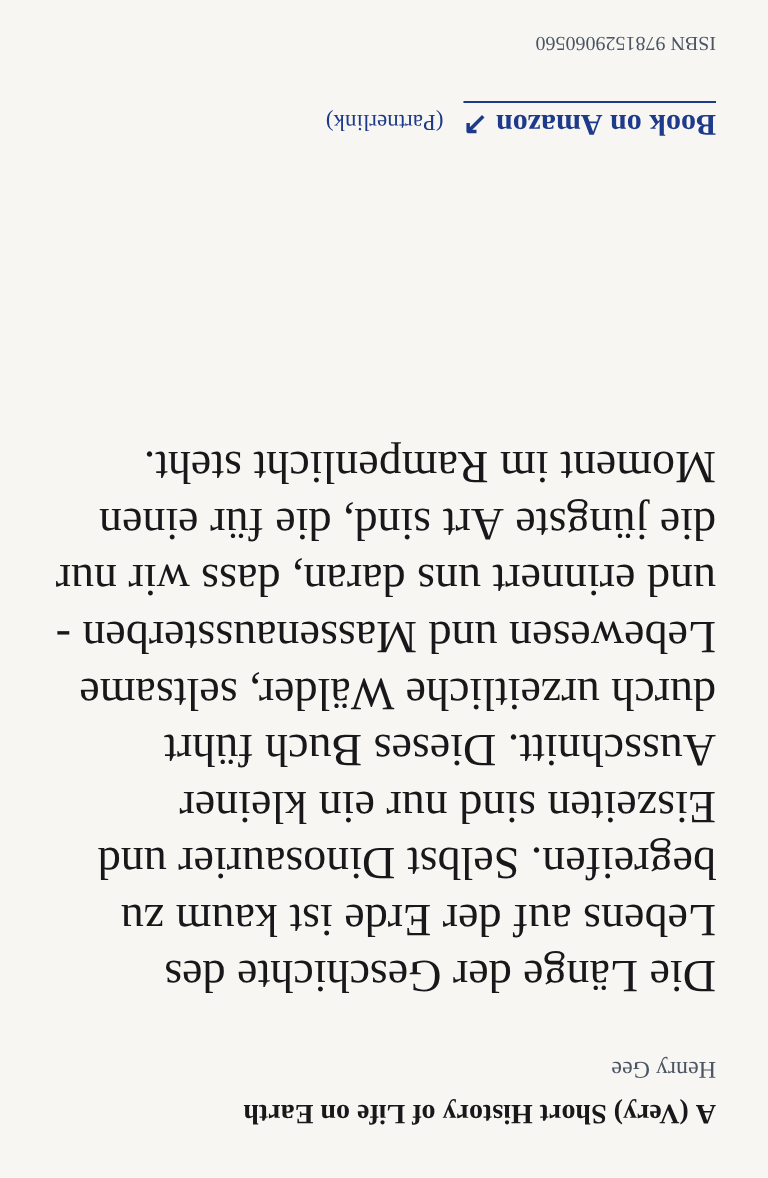 A (Very) Short History of Life on Earth
Henry Gee
Die Länge der Geschichte des
Lebens auf der Erde ist kaum zu
begreifen. Selbst Dinosaurier und
Eiszeiten sind nur ein kleiner
Ausschnitt. Dieses Buch führt
durch urzeitliche Wälder, seltsame
Lebewesen und Massenaussterben -
und erinnert uns daran, dass wir nur
die jüngste Art sind, die für einen
Moment im Rampenlicht steht.
Book on Amazon ↗ (Partnerlink)
ISBN 9781529060560